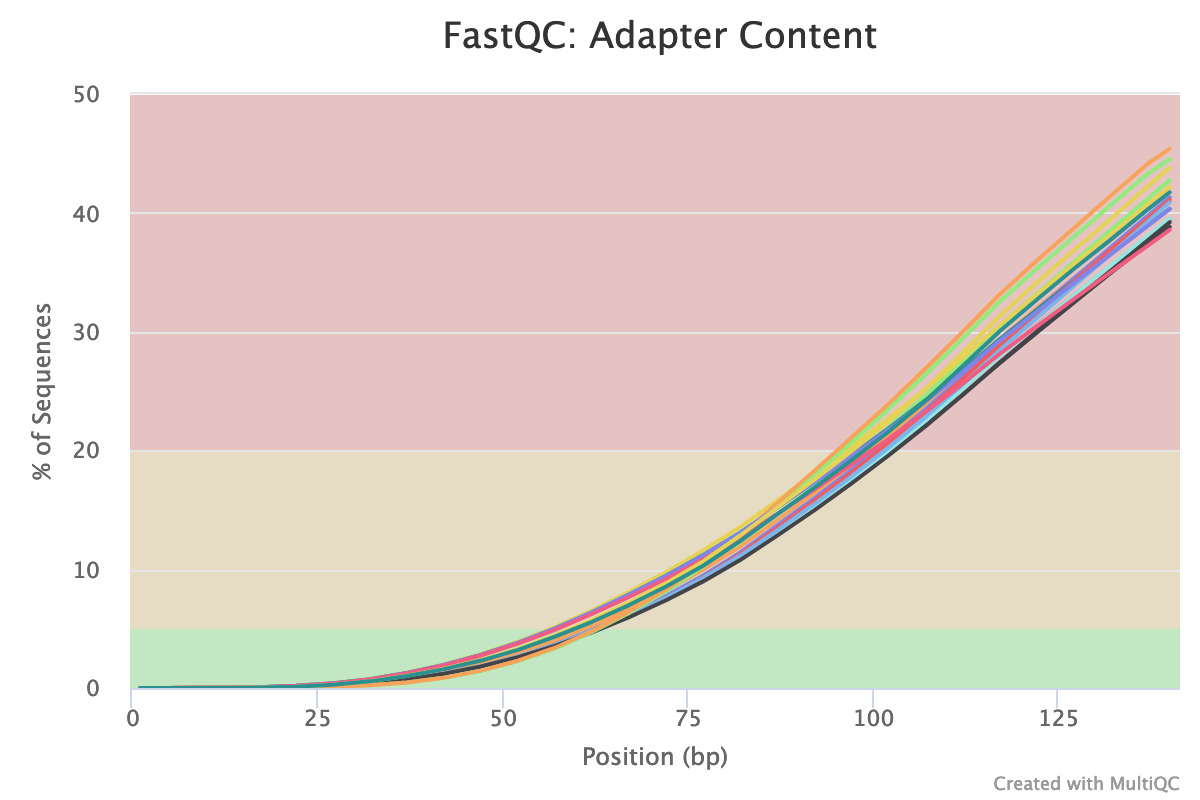 FastQC: Adapter Content
50
40
30
20
10
0
% of Sequences
0 25 50 75 100 125
Position (bp)
Created with MultiQC